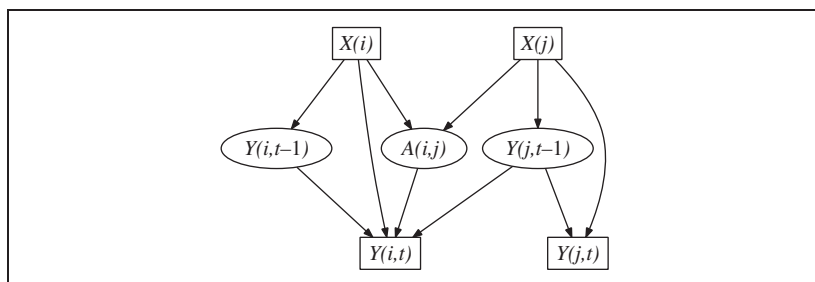 X(i) X(j)
Y(i,t–1) A(i,j) Y(j,t–1)
Y(i,t) Y(j,t)